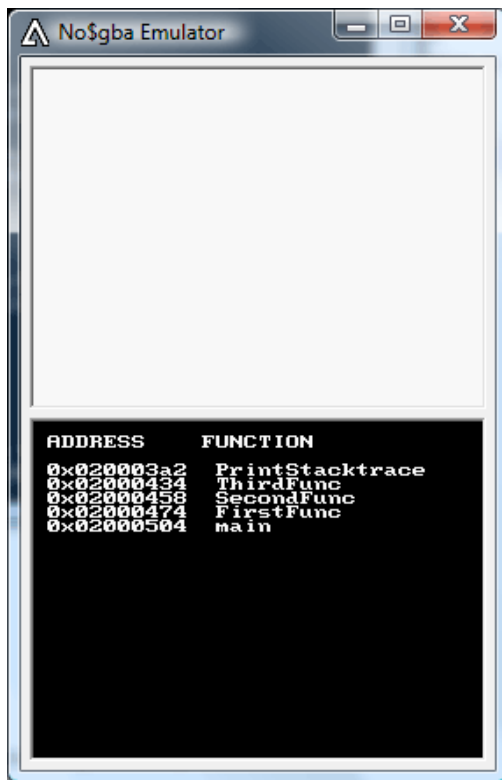 No$gba Emulator
ADDRESS FUNCTION
0x020003a2 PrintStacktrace
0x02000434 ThirdFunc
0x02000458 SecondFunc
0x02000474 FirstFunc
0x02000504 main